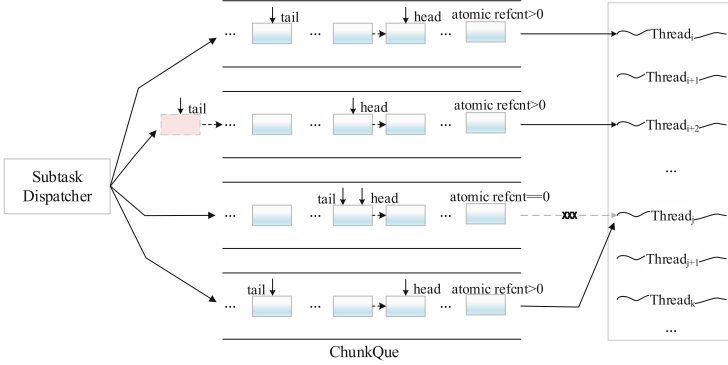 ... tail ... head ... atomic refcnt>0 Thread_i
Thread_i+1
tail ... head ... atomic refcnt>0 Thread_i+2
...
Subtask
Dispatcher
... tail head ... atomic refcnt==0 xxx Thread_j
Thread_j+1
... tail ... head ... atomic refcnt>0 Thread_k
...
ChunkQue